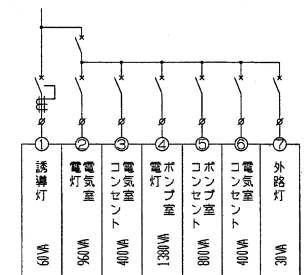 ①
誘導灯
60VA
②
電気室
電灯
960VA
③
電気室
コンセント
400VA
④
ポンプ室
電灯
1380VA
⑤
ポンプ室
コンセント
800VA
⑥
電気室
コンセント
400VA
⑦
外路灯
30VA